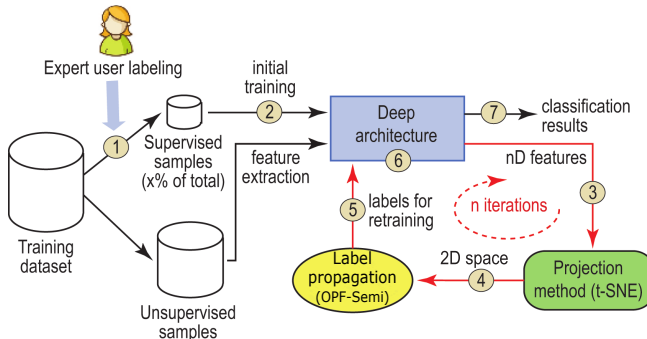 Expert user labeling
1
Training
dataset
Supervised
samples
(x% of total)
Unsupervised
samples
initial
training
2
feature
extraction
Deep
architecture
6
7
classification
results
nD features
3
n iterations
5
labels for
retraining
Label
propagation
(OPF-Semi)
2D space
4
Projection
method (t-SNE)